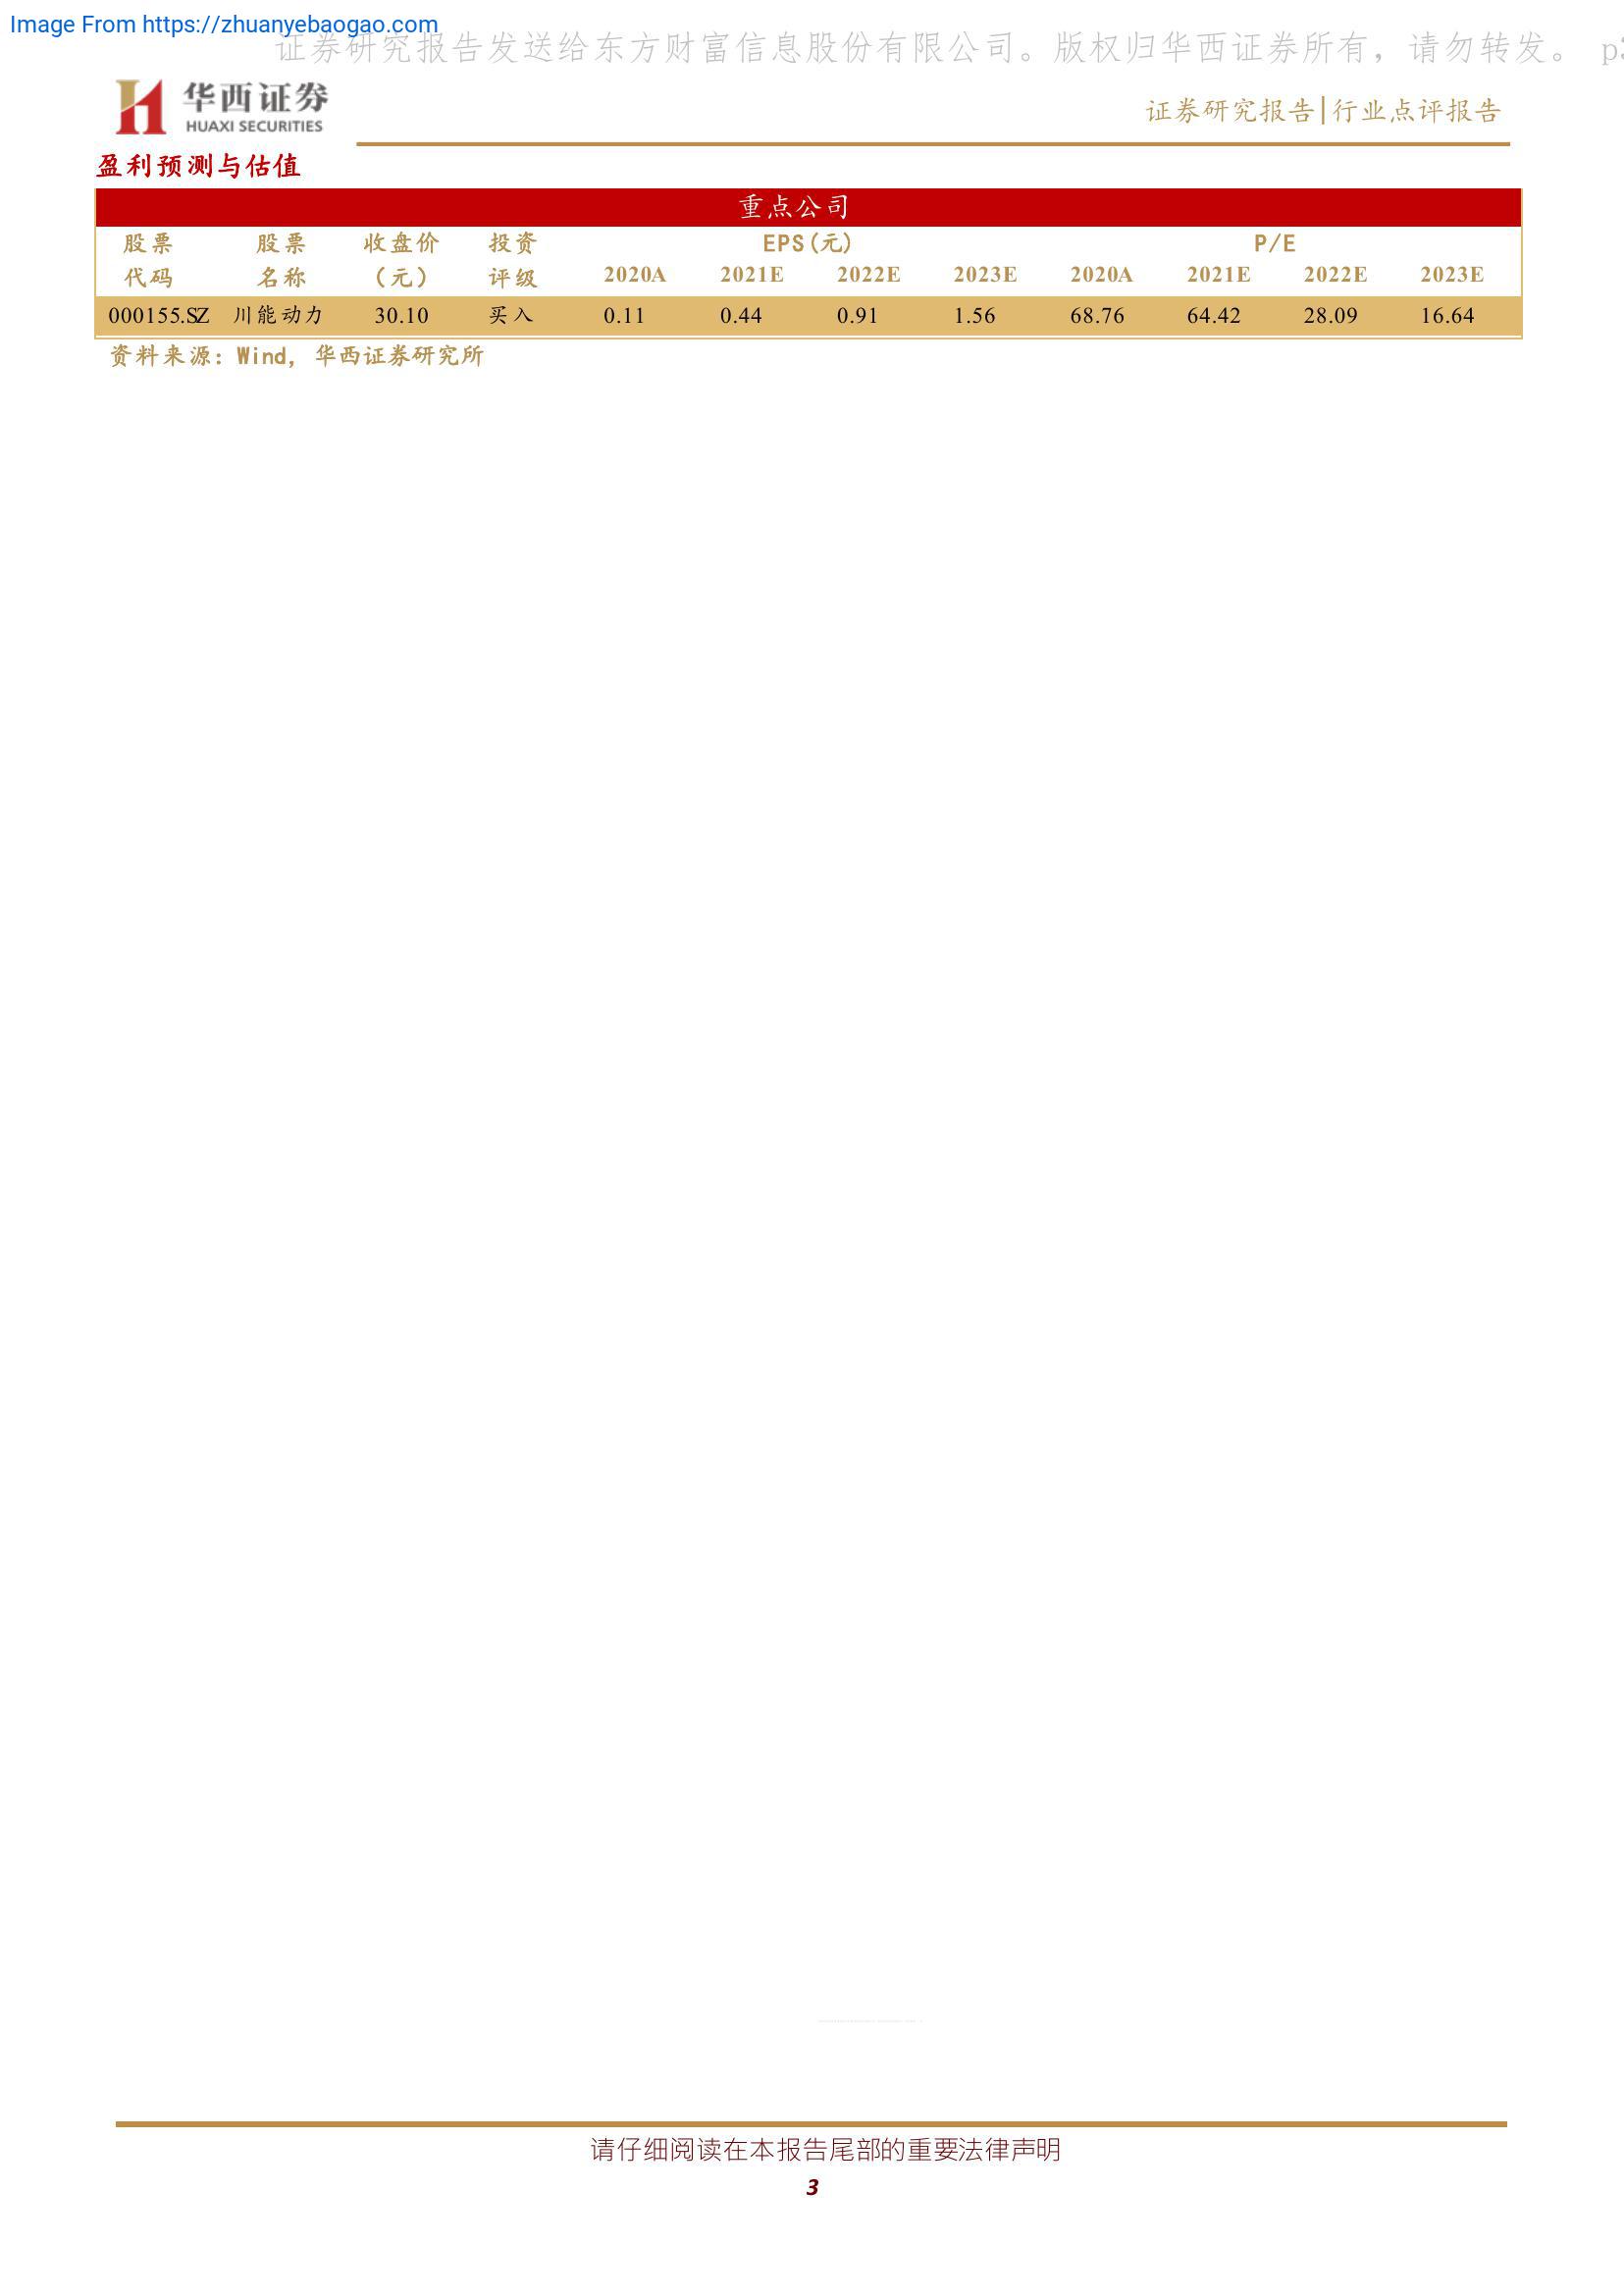 Image From https://zhuanyebaogao.com
证券研究报告发送给东方财富信息股份有限公司。版权归华西证券所有，请勿转发。 p3
华西证券
HUAXI SECURITIES
证券研究报告|行业点评报告
盈利预测与估值
重点公司
股票 股票 收盘价 投资 EPS(元) P/E
代码 名称 （元） 评级 2020A 2021E 2022E 2023E 2020A 2021E 2022E 2023E
000155.SZ 川能动力 30.10 买入 0.11 0.44 0.91 1.56 68.76 64.42 28.09 16.64
资料来源：Wind，华西证券研究所
请仔细阅读在本报告尾部的重要法律声明
3